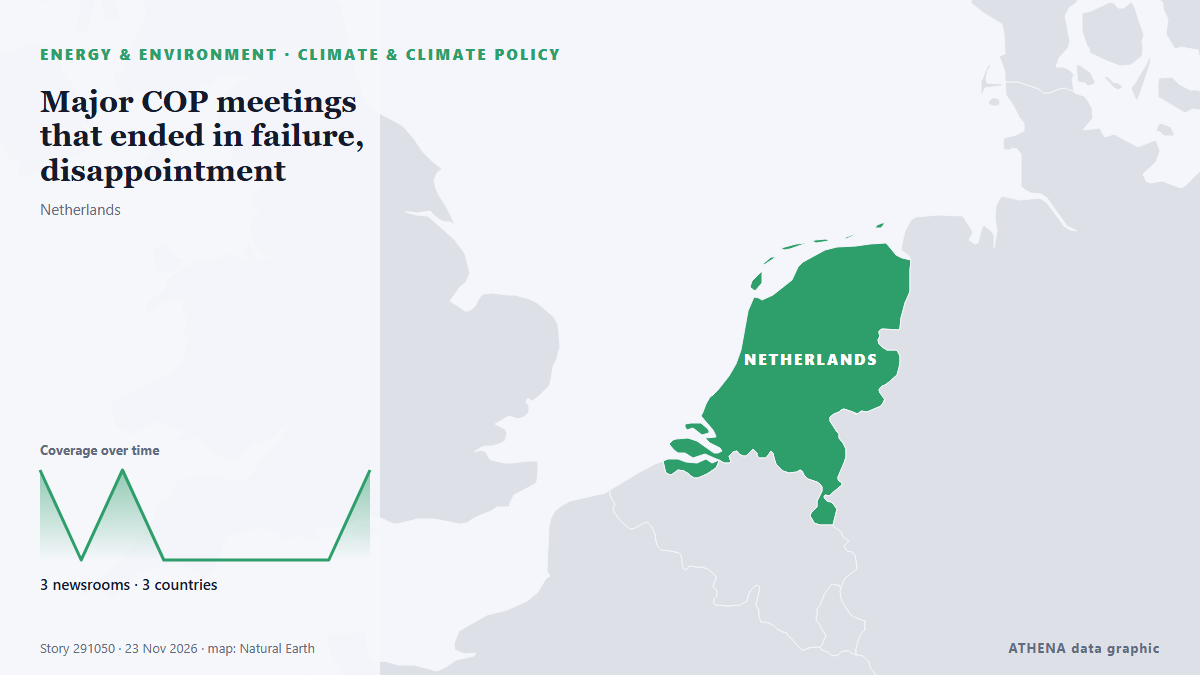 ENERGY & ENVIRONMENT · CLIMATE & CLIMATE POLICY
Major COP meetings
that ended in failure,
disappointment
Netherlands
NETHERLANDS
Coverage over time
3 newsrooms · 3 countries
Story 291050 · 23 Nov 2026 · map: Natural Earth
ATHENA data graphic